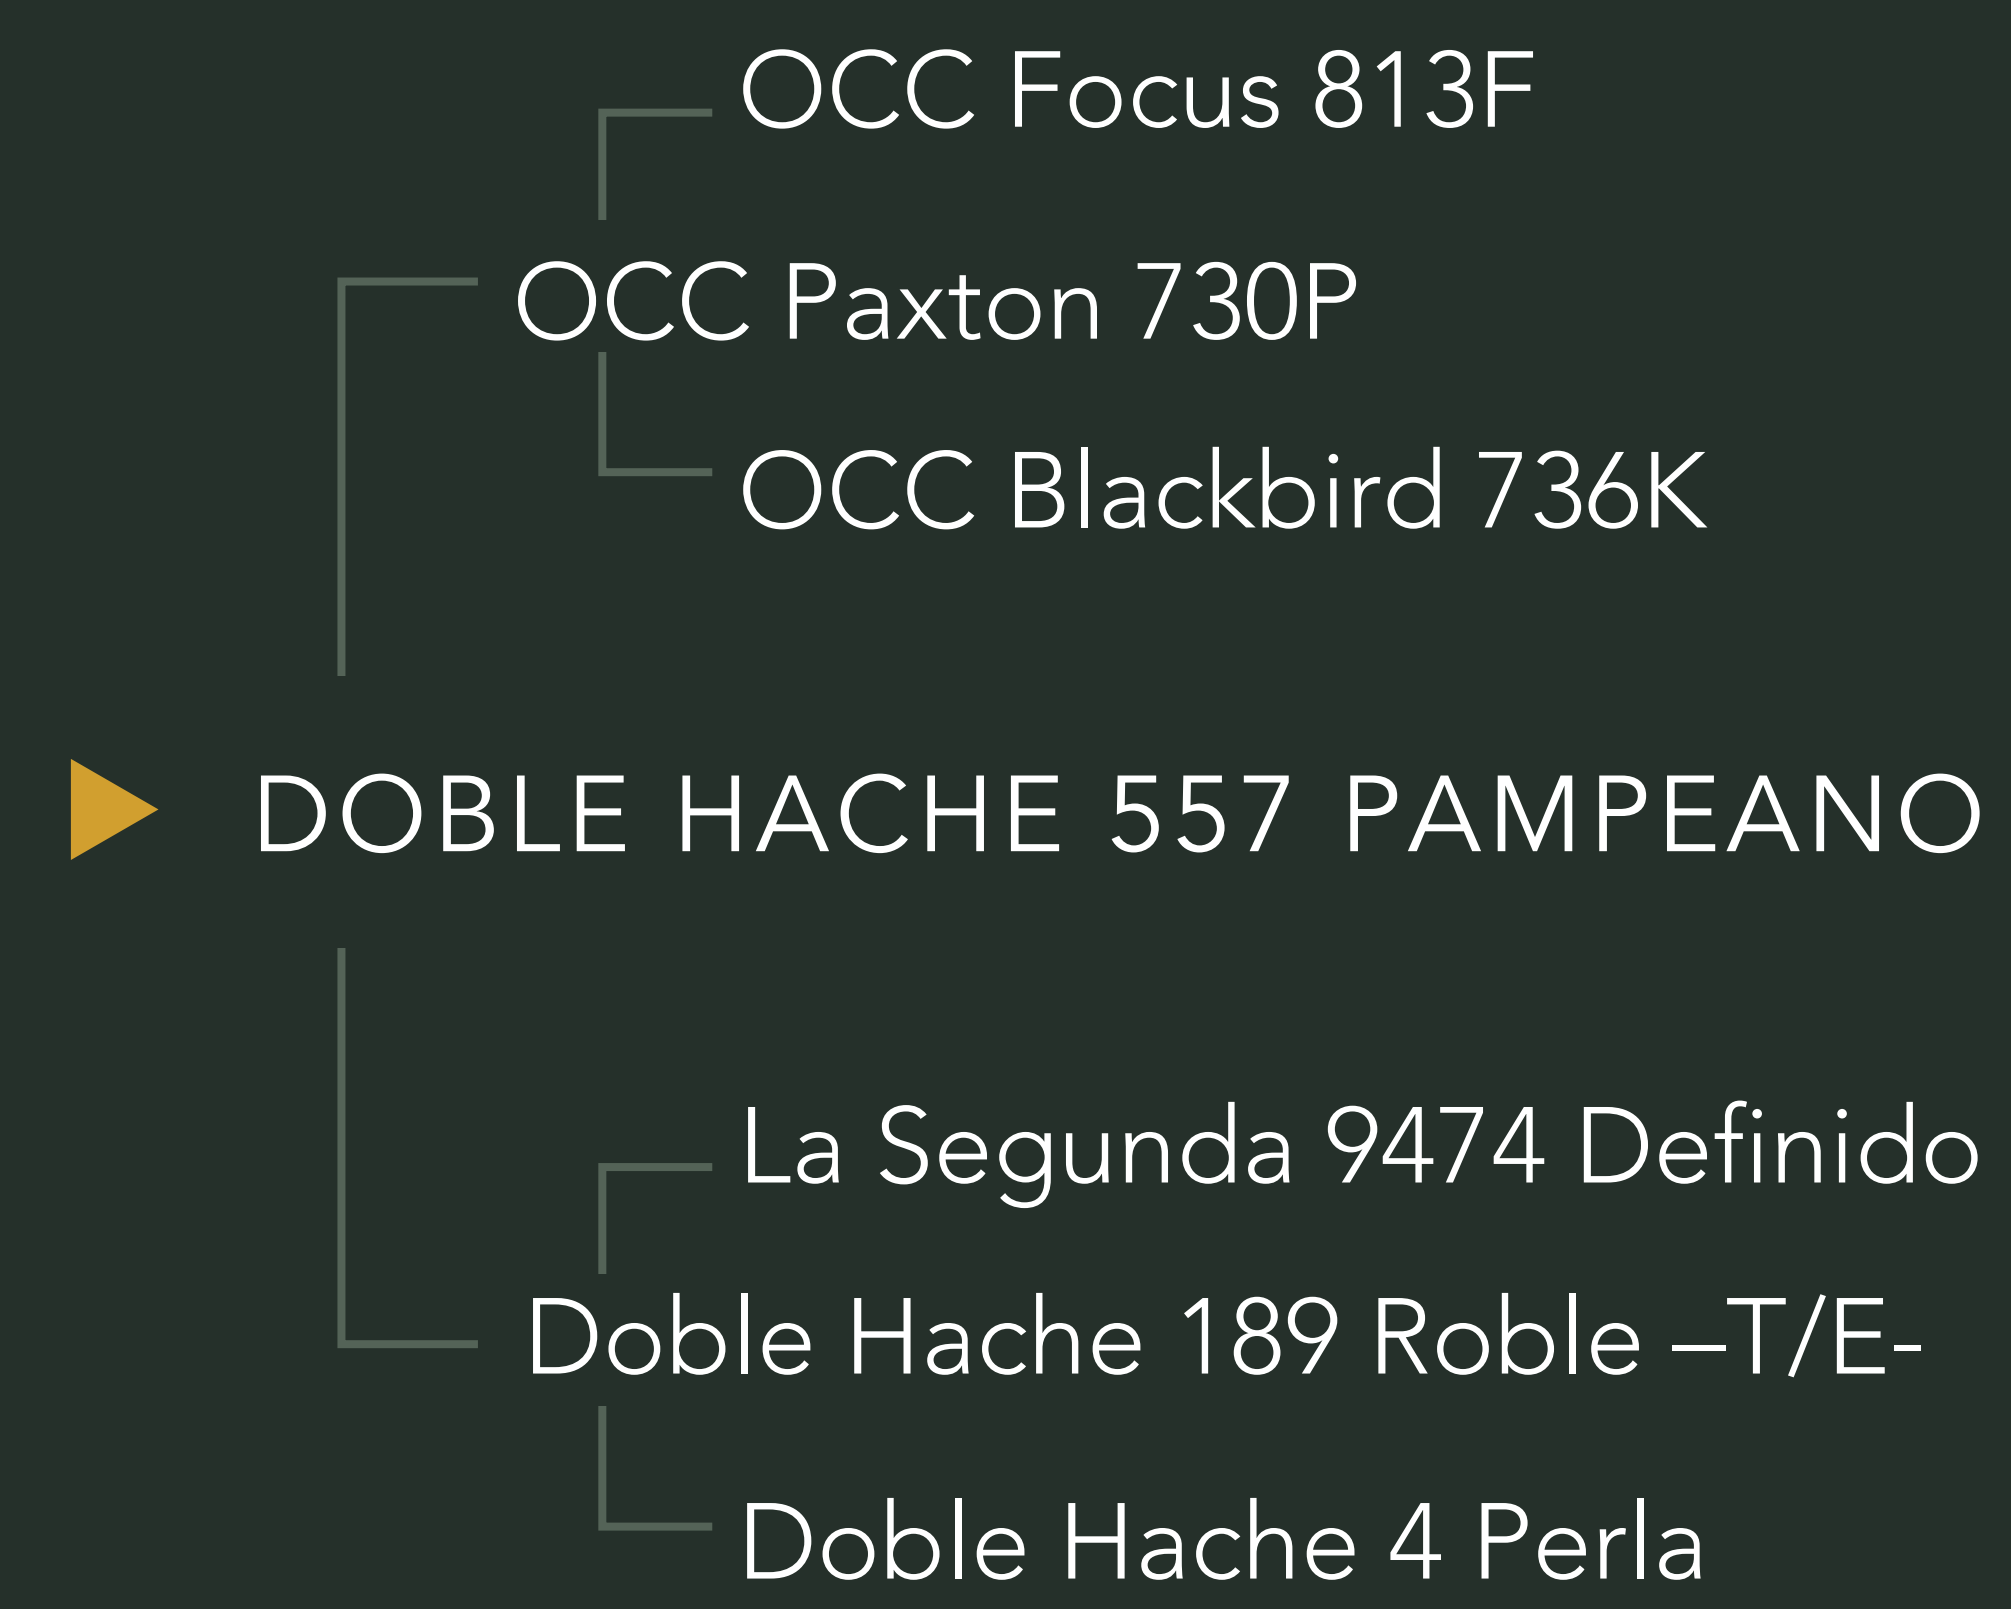 OCC Focus 813F
OCC Paxton 730P
OCC Blackbird 736K
DOBLE HACHE 557 PAMPEANO
La Segunda 9474 Definido
Doble Hache 189 Roble –T/E-
Doble Hache 4 Perla